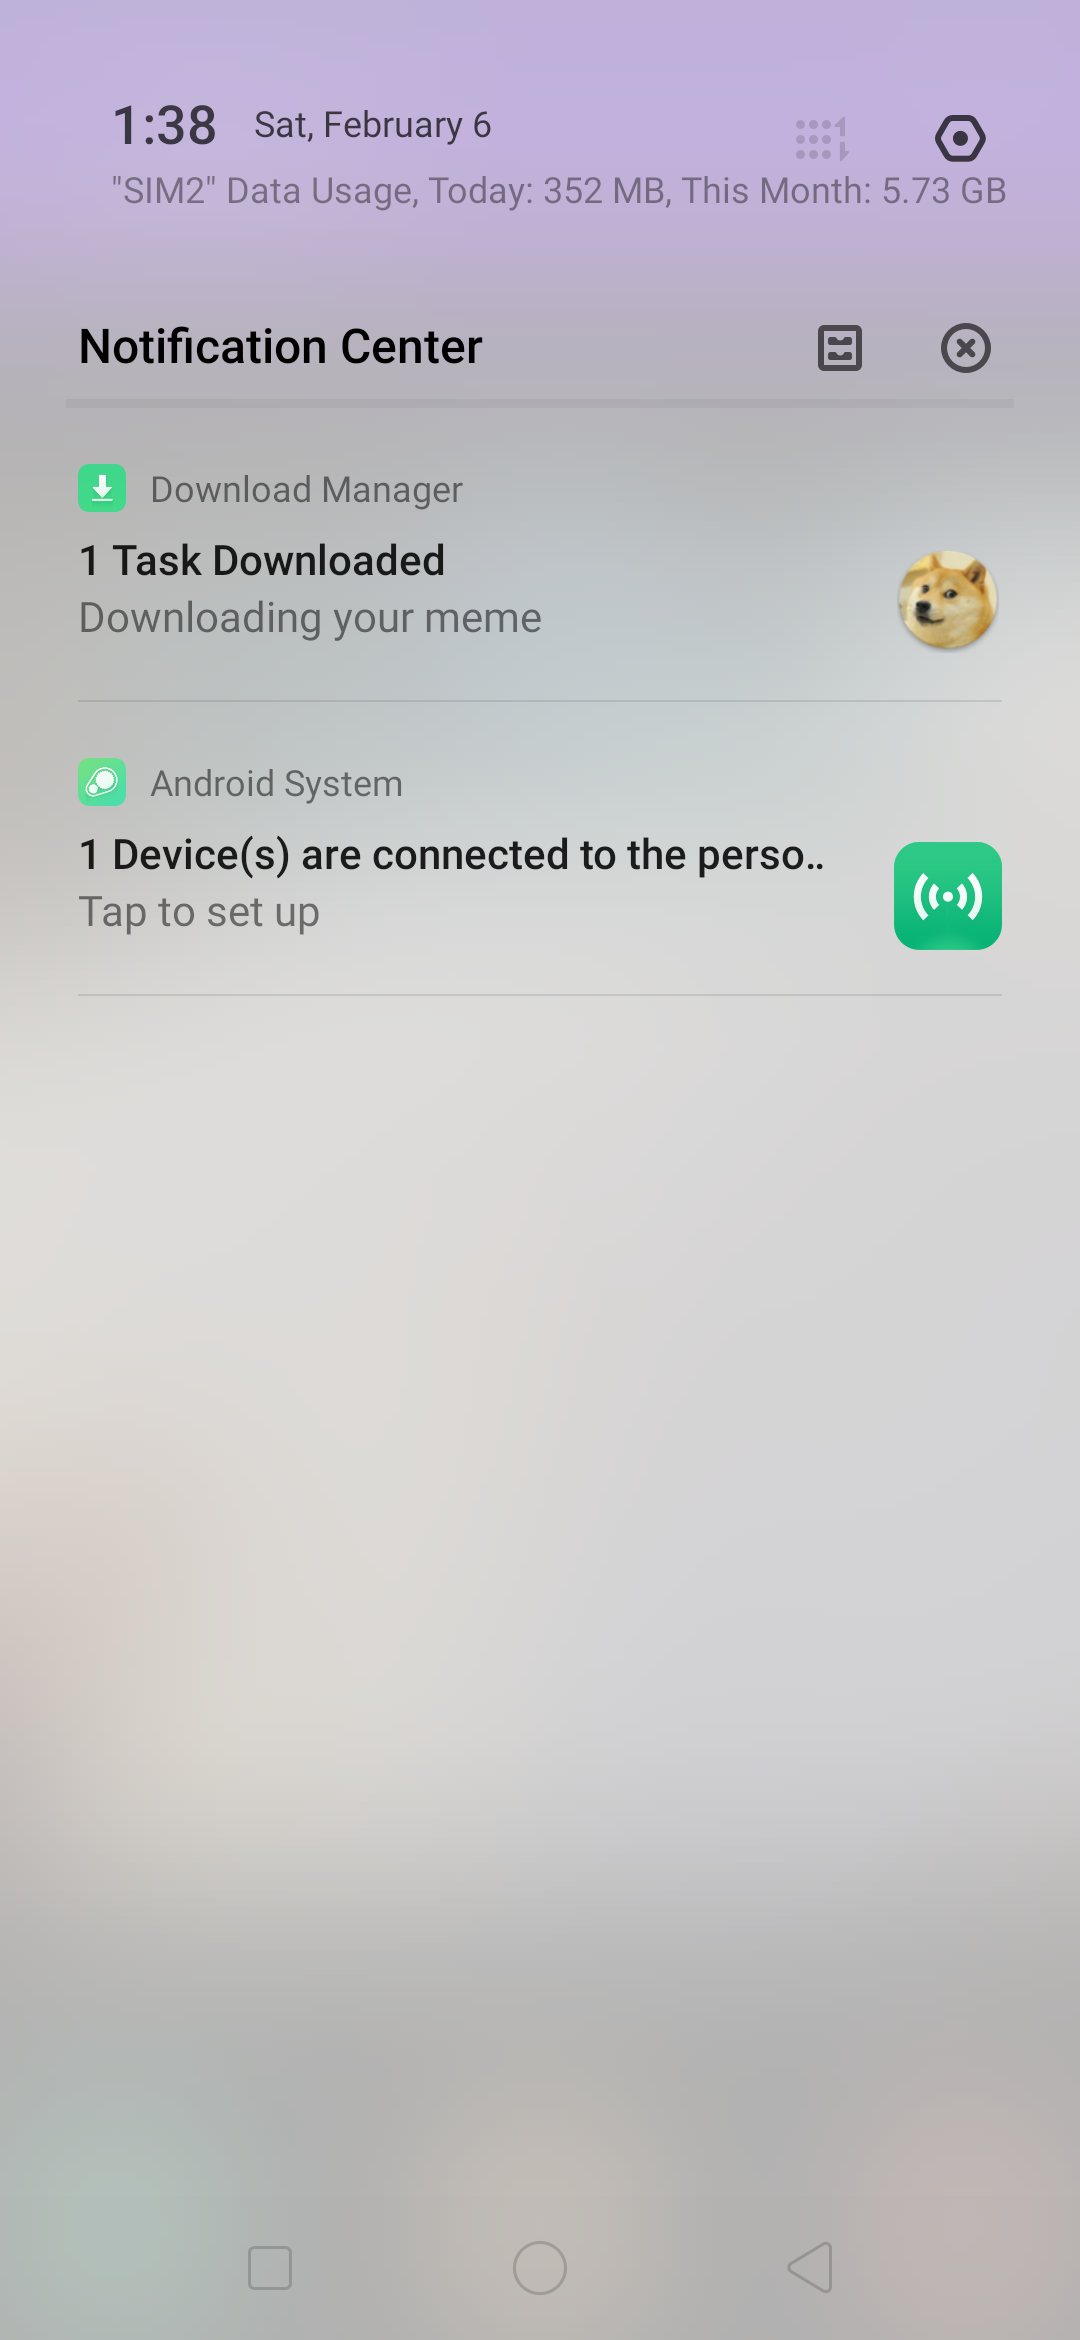 1:38 Sat, February 6
"SIM2" Data Usage, Today: 352 MB, This Month: 5.73 GB
Notification Center
Download Manager
1 Task Downloaded
Downloading your meme
Android System
1 Device(s) are connected to the perso..
Tap to set up